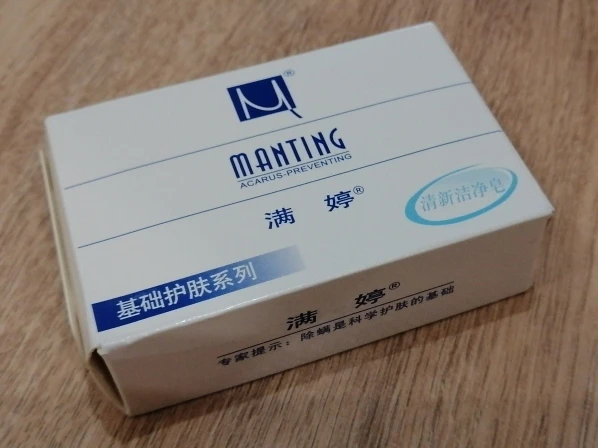 ®
MANTING
ACARUS-PREVENTING
满 婷®
清新洁净皂
基础护肤系列
满 婷®
专家提示：除螨是科学护肤的基础